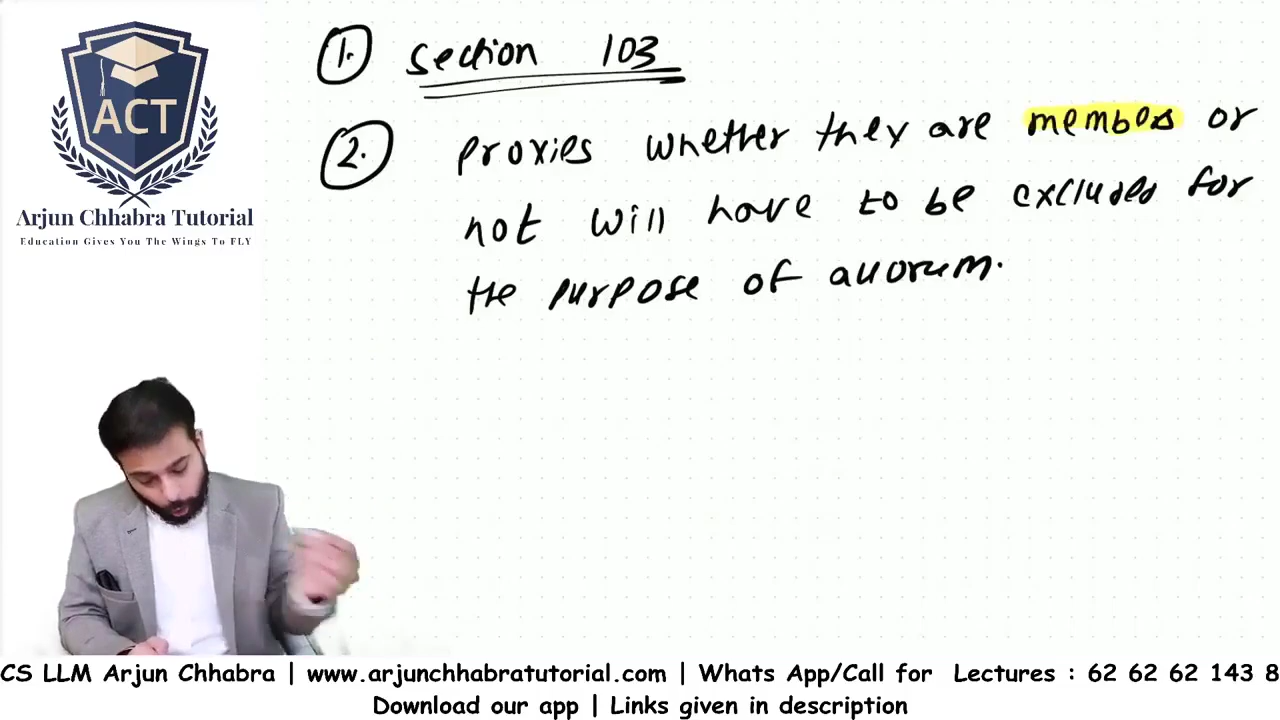 ACT
Arjun Chhabra Tutorial
Education Gives You The Wings To FLY
1. Section 103
2. Proxies whether they are members or
not will have to be excluded for
the purpose of Quorum.
CS LLM Arjun Chhabra | www.arjunchhabratutorial.com | Whats App/Call for Lectures : 62 62 62 143 8
Download our app | Links given in description